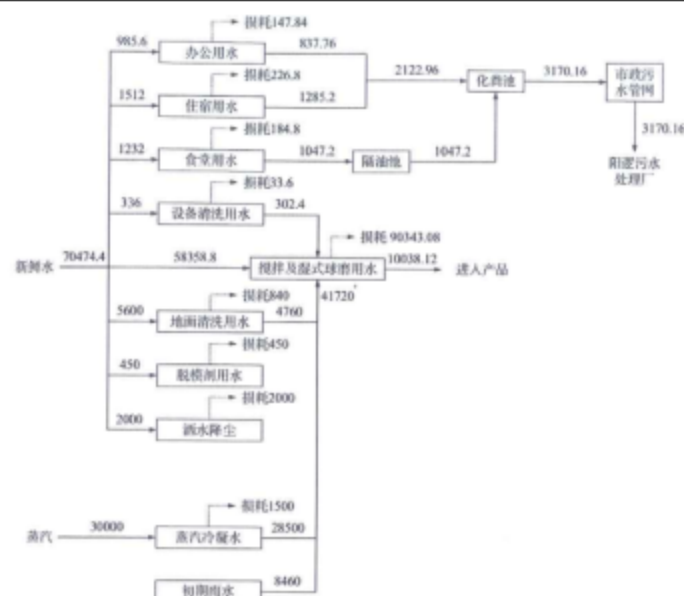 损耗147.84
985.6
办公用水
837.76
损耗226.8
2122.96
化粪池
3170.16
市政污
水管网
1512
住宿用水
1285.2
损耗184.8
3170.16
1232
食堂用水
1047.2
隔油池
1047.2
阳逻污水
处理厂
损耗33.6
336
设备清洗用水
302.4
损耗 90343.08
新鲜水
70474.4
58358.8
搅拌及湿式球磨用水
10038.12
进入产品
损耗840
41720
5600
地面清洗用水
4760
损耗450
450
脱模剂用水
损耗2000
2000
洒水降尘
损耗1500
蒸汽
30000
蒸汽冷凝水
28500
8460
初期雨水